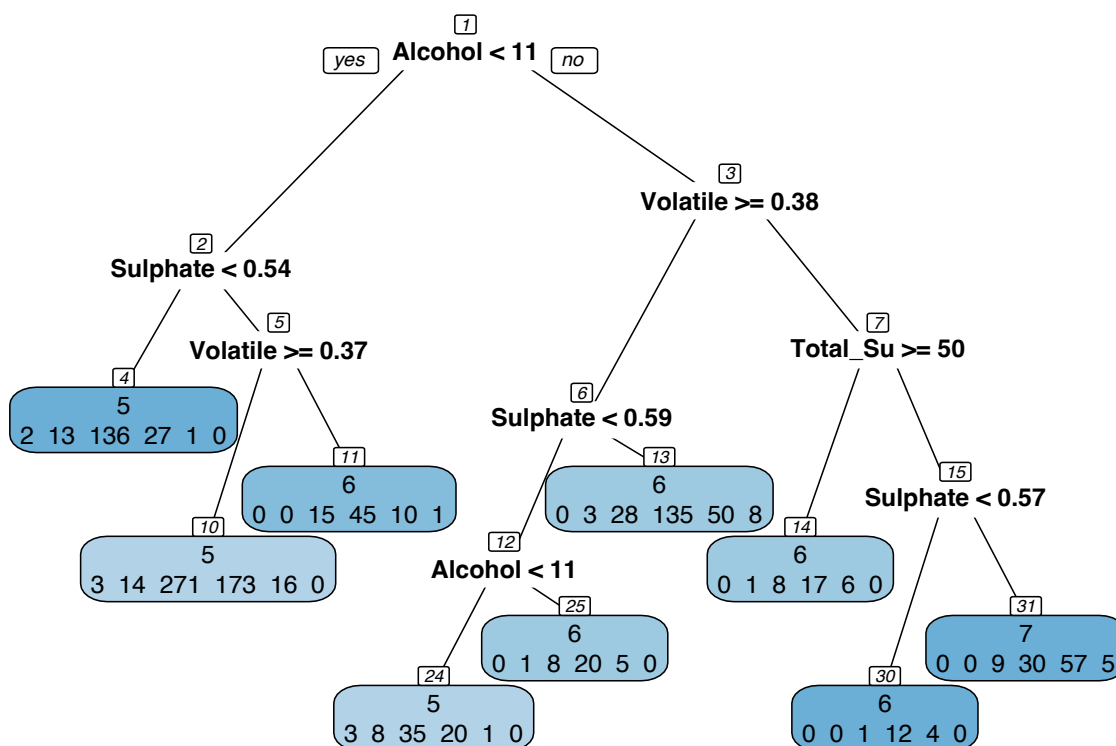 1
yes Alcohol < 11 no
3
Volatile >= 0.38
2
Sulphate < 0.54
5
Volatile >= 0.37
7
Total_Su >= 50
4
5
2 13 136 27 1 0
6
Sulphate < 0.59
11
6
0 0 15 45 10 1
13
6
0 3 28 135 50 8
15
Sulphate < 0.57
10
5
3 14 271 173 16 0
12
Alcohol < 11
14
6
0 1 8 17 6 0
25
6
0 1 8 20 5 0
31
7
0 0 9 30 57 5
24
5
3 8 35 20 1 0
30
6
0 0 1 12 4 0